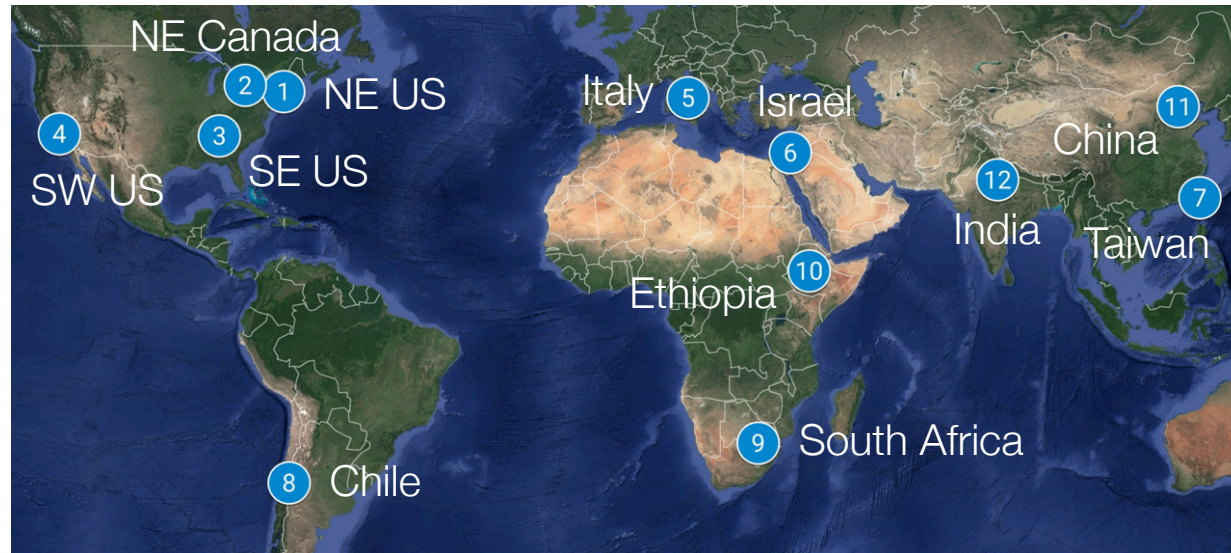 NE Canada
2
1
NE US
4
3
SW US
SE US
Italy
5
Israel
6
11
China
12
India
7
Taiwan
10
Ethiopia
9
South Africa
8
Chile